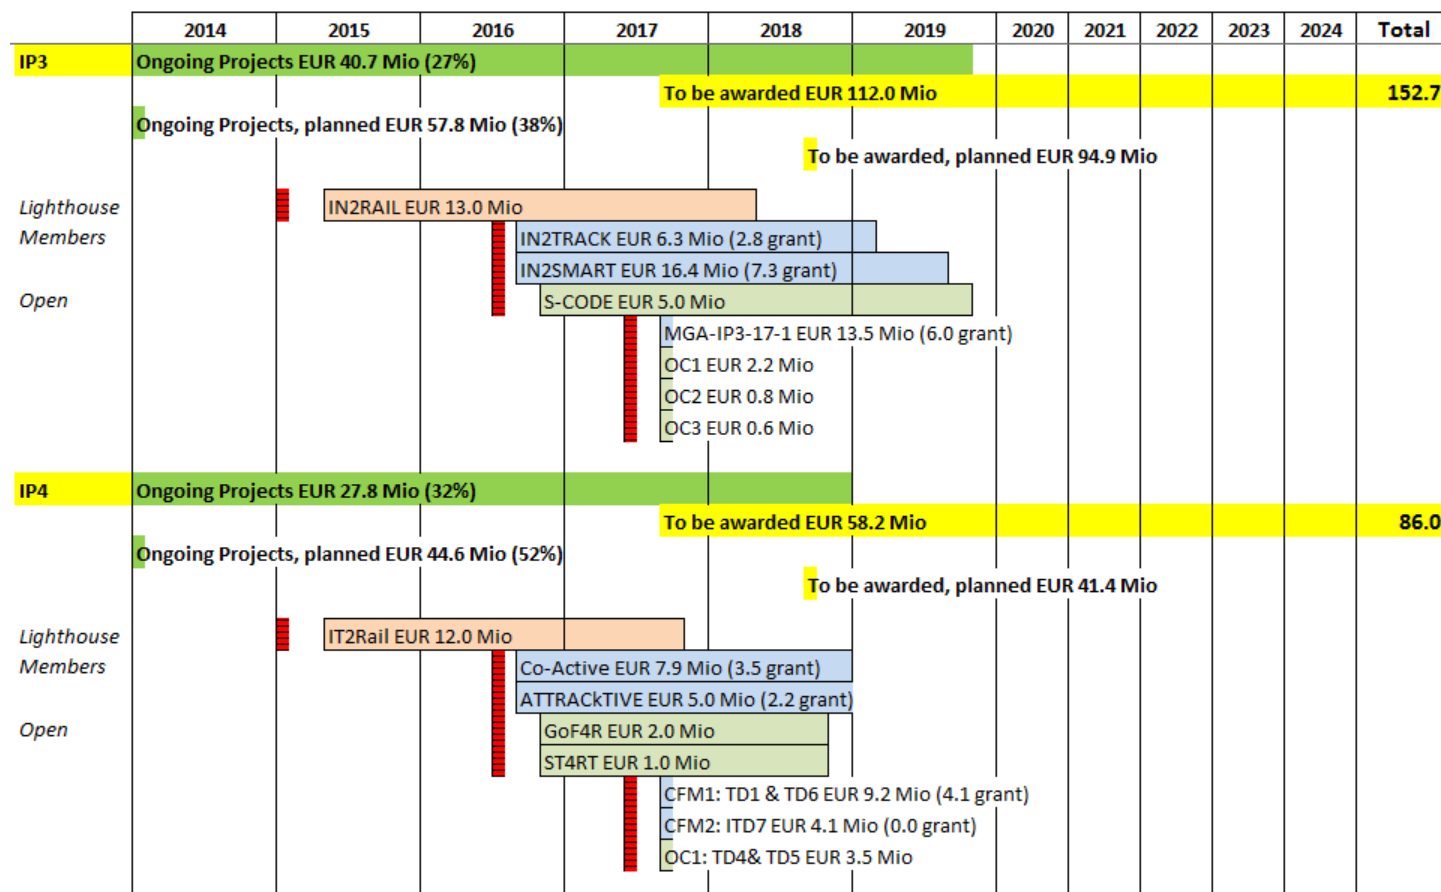 2014 2015 2016 2017 2018 2019 2020 2021 2022 2023 2024 Total
IP3 Ongoing Projects EUR 40.7 Mio (27%)
To be awarded EUR 112.0 Mio 152.7
Ongoing Projects, planned EUR 57.8 Mio (38%)
To be awarded, planned EUR 94.9 Mio
Lighthouse IN2RAIL EUR 13.0 Mio
Members IN2TRACK EUR 6.3 Mio (2.8 grant)
IN2SMART EUR 16.4 Mio (7.3 grant)
Open S-CODE EUR 5.0 Mio
MGA-IP3-17-1 EUR 13.5 Mio (6.0 grant)
OC1 EUR 2.2 Mio
OC2 EUR 0.8 Mio
OC3 EUR 0.6 Mio
IP4 Ongoing Projects EUR 27.8 Mio (32%)
To be awarded EUR 58.2 Mio 86.0
Ongoing Projects, planned EUR 44.6 Mio (52%)
To be awarded, planned EUR 41.4 Mio
Lighthouse IT2Rail EUR 12.0 Mio
Members Co-Active EUR 7.9 Mio (3.5 grant)
ATTRACkTIVE EUR 5.0 Mio (2.2 grant)
Open GoF4R EUR 2.0 Mio
ST4RT EUR 1.0 Mio
CFM1: TD1 & TD6 EUR 9.2 Mio (4.1 grant)
CFM2: ITD7 EUR 4.1 Mio (0.0 grant)
OC1: TD4& TD5 EUR 3.5 Mio